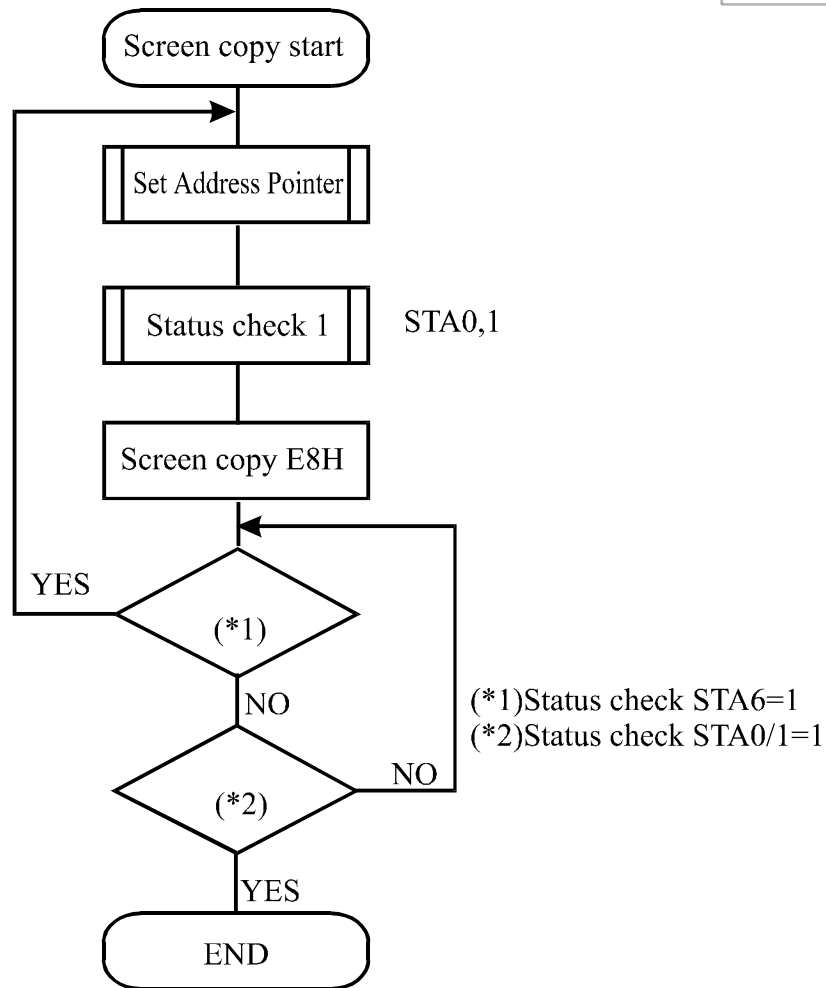 Screen copy start
Set Address Pointer
Status check 1
STA0,1
Screen copy E8H
YES
(*1)
NO
(*1)Status check STA6=1
(*2)Status check STA0/1=1
NO
(*2)
YES
END